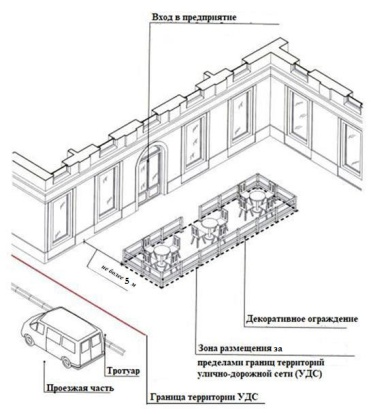 Вход в предприятие
не более 5 м
Декоративное ограждение
Зона размещения за
пределами границ территорий
улично-дорожной сети (УДС)
Тротуар
Проезжая часть
Граница территории УДС